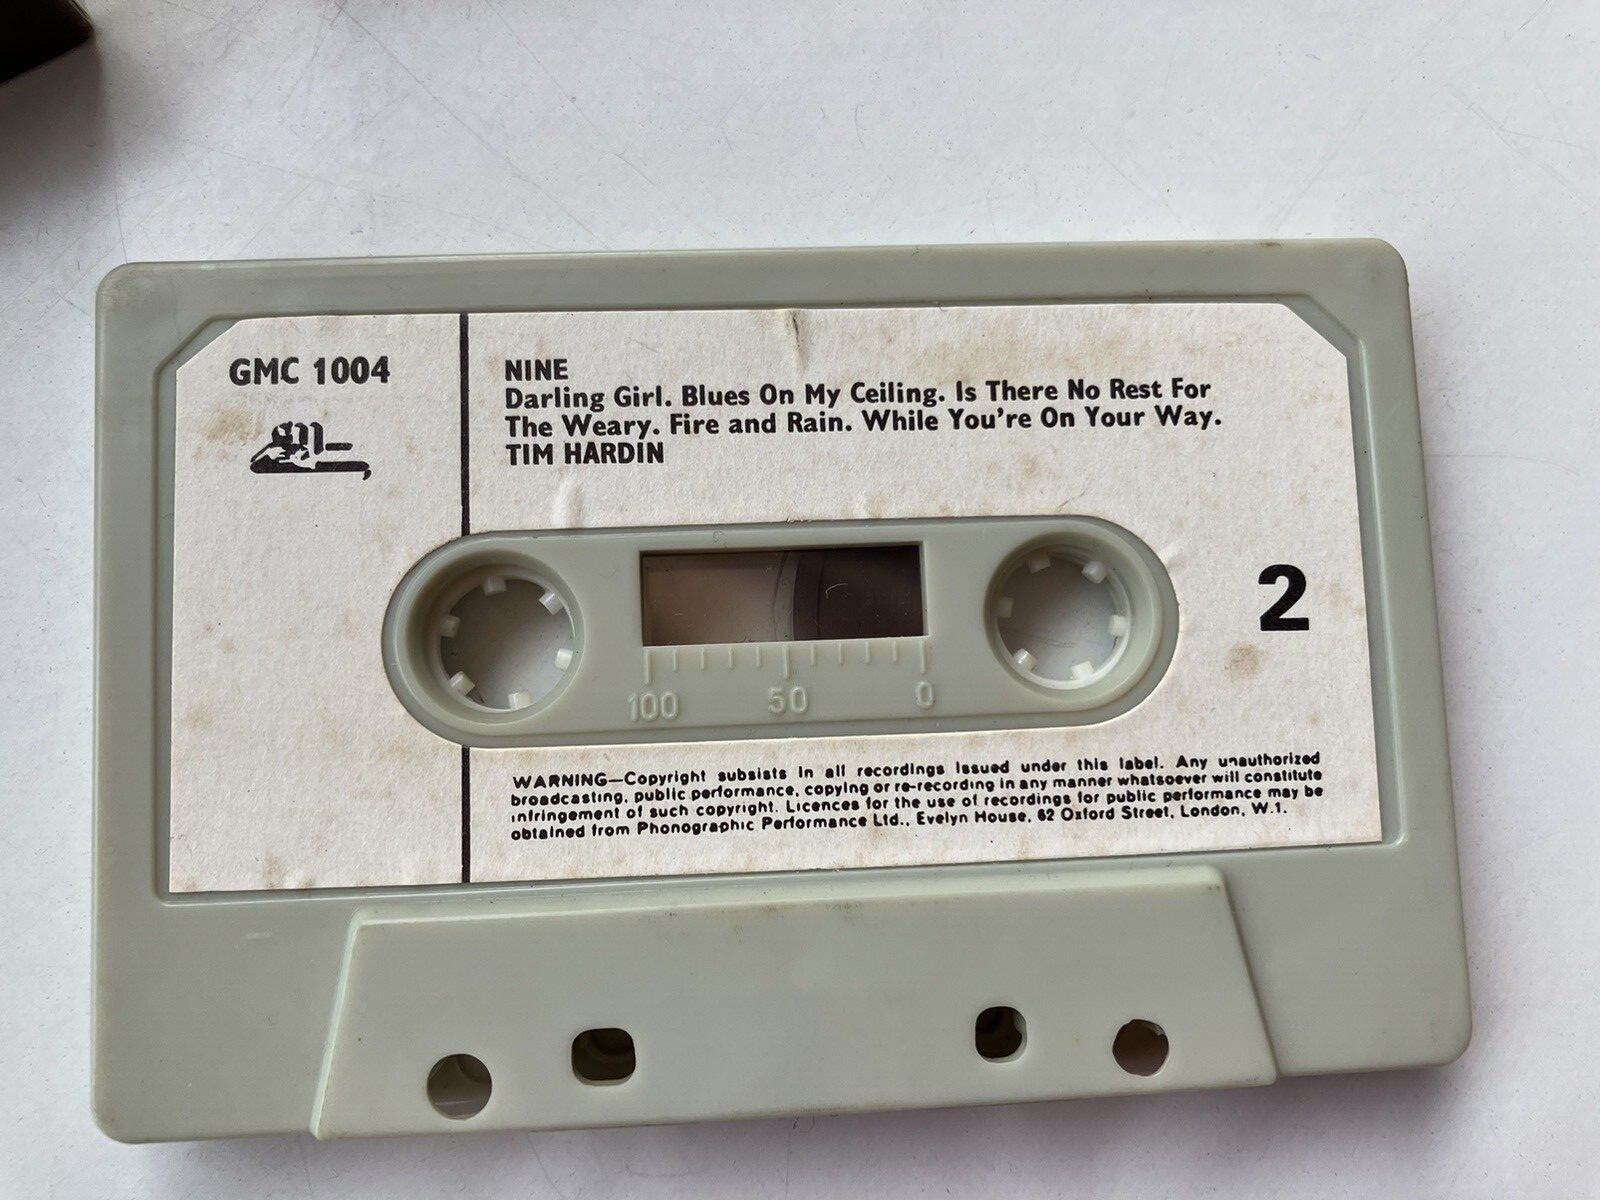 GMC 1004
gm
NINE
Darling Girl. Blues On My Ceiling. Is There No Rest For
The Weary. Fire and Rain. While You're On Your Way.
TIM HARDIN
2
100 50 0
WARNING—Copyright subsists in all recordings issued under this label. Any unauthorized
broadcasting, public performance, copying or re-recording in any manner whatsoever will constitute
infringement of such copyright. Licences for the use of recordings for public performance may be
obtained from Phonographic Performance Ltd., Evelyn House, 62 Oxford Street, London, W.1.